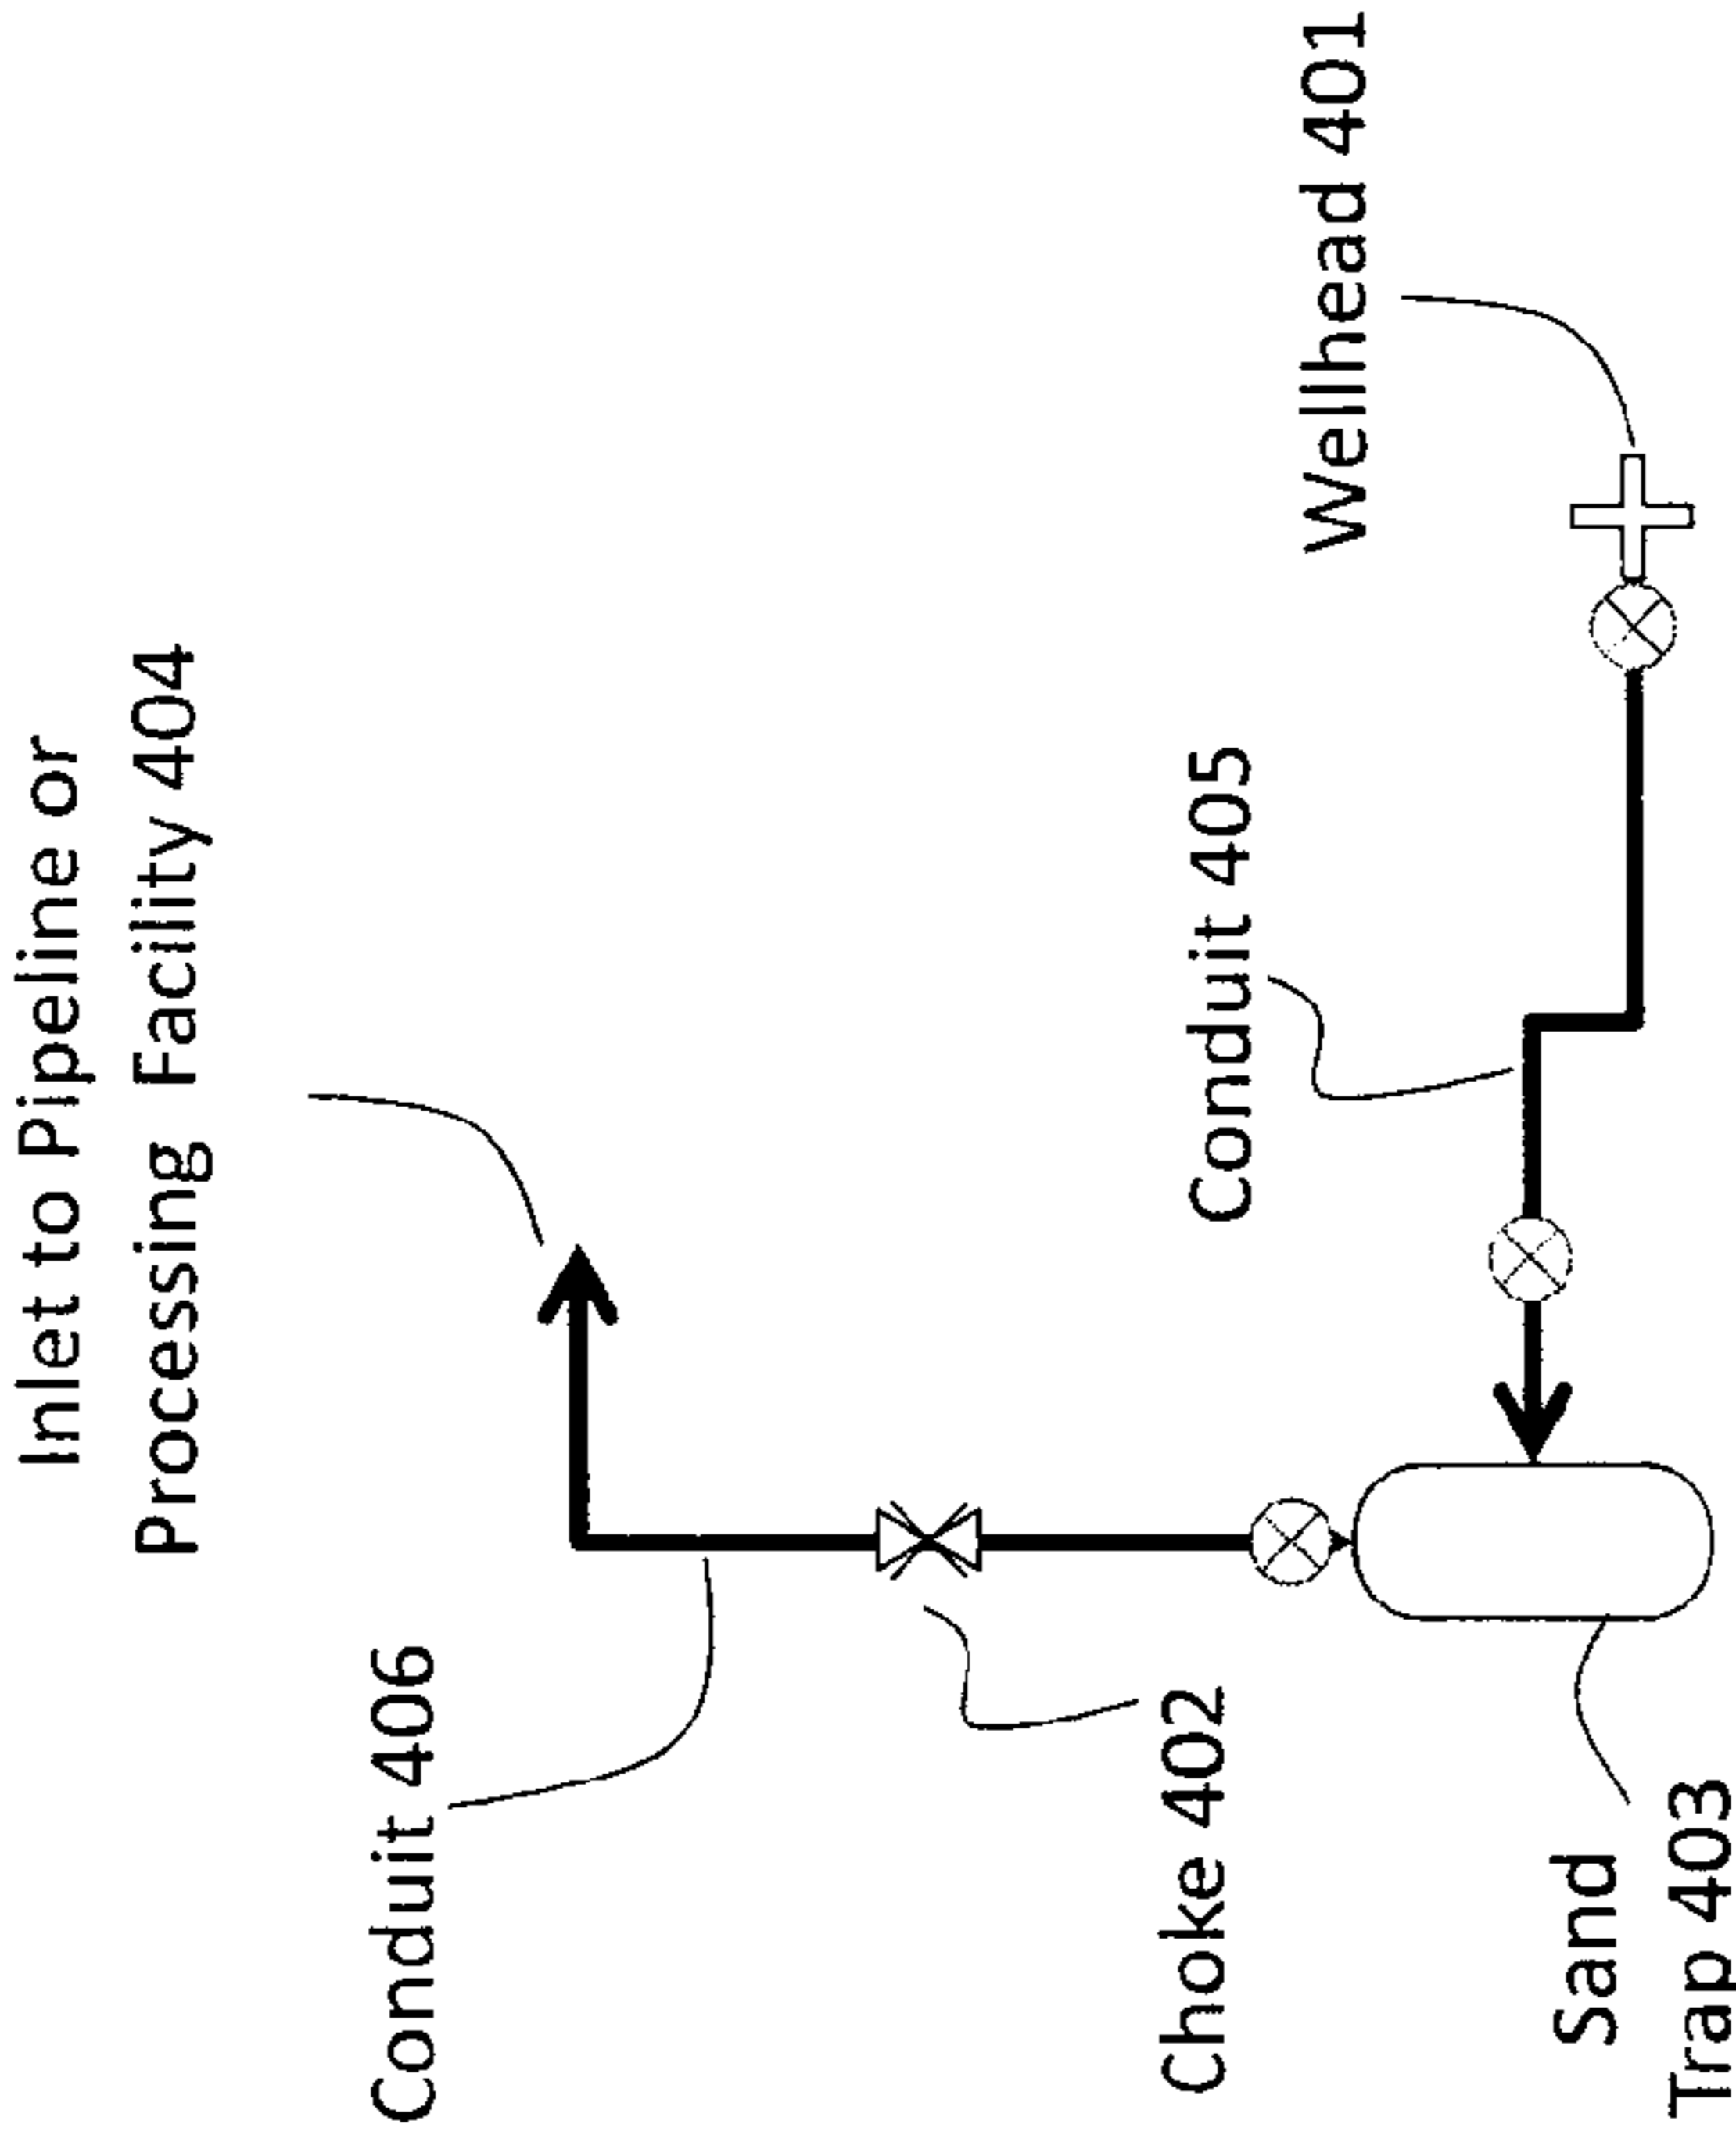 Inlet to Pipeline or
Processing Facility 404
Conduit 406
Conduit 405
Wellhead 401
Choke 402
Sand
Trap 403